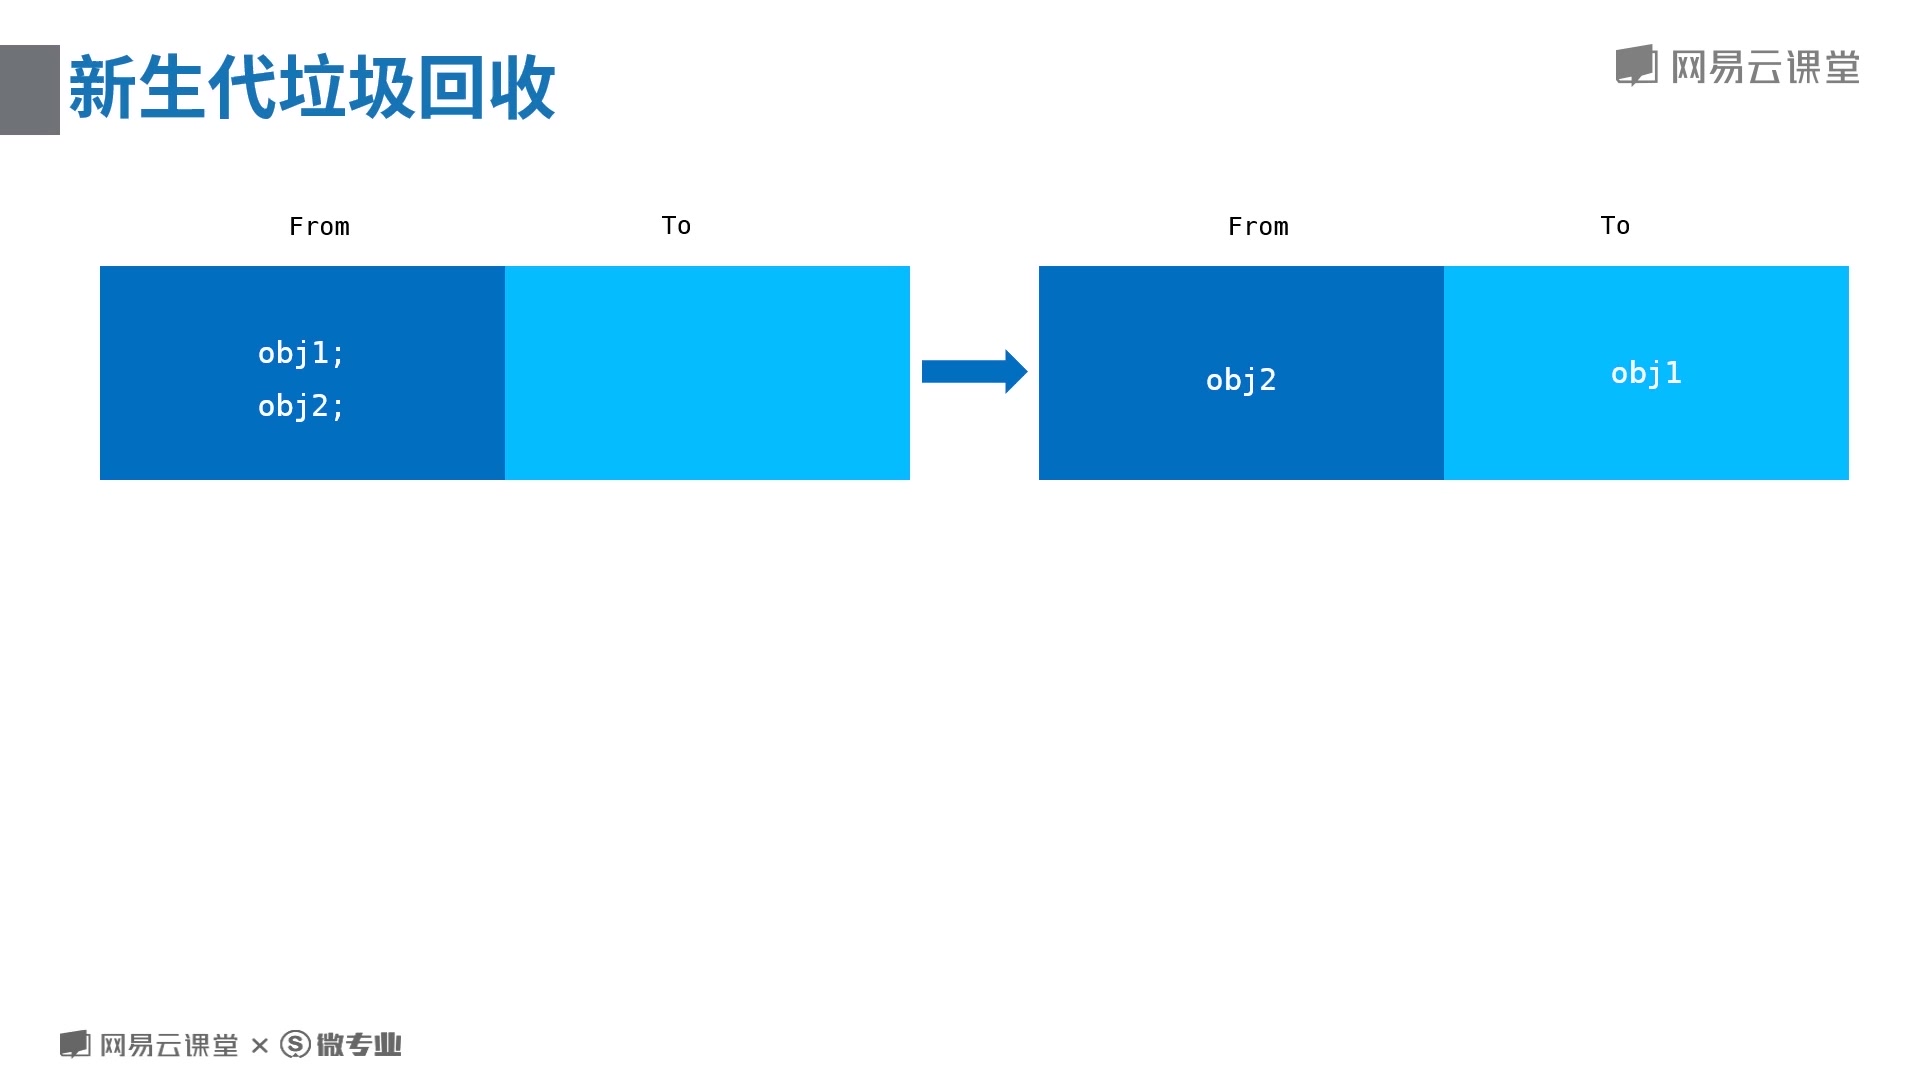 新生代垃圾回收
网易云课堂
From
To
From
To
obj1;
obj2;
obj2
obj1
网易云课堂 × S 微专业